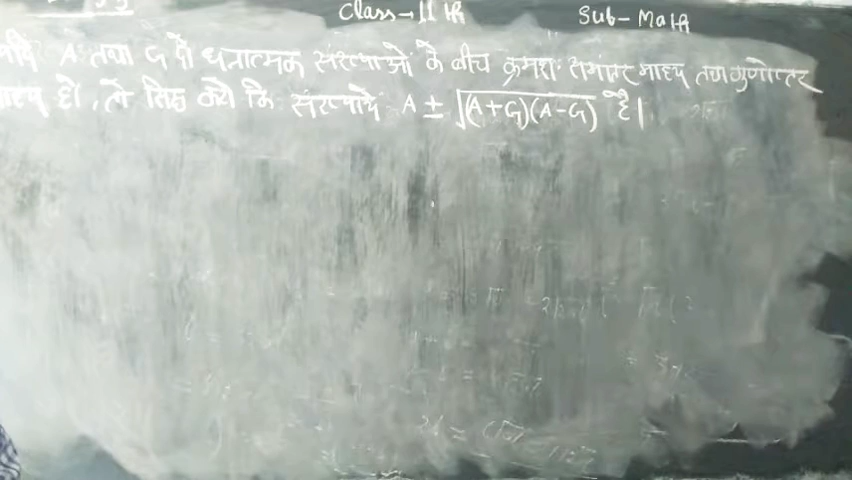 Class-11th Sub-Math
यदि A तथा G दो धनात्मक संख्याओं के बीच क्रमशः समांतर माध्य तथा गुणोत्तर
माध्य हो, तो सिद्ध करो कि संख्यायें A ± √(A+G)(A-G) है।